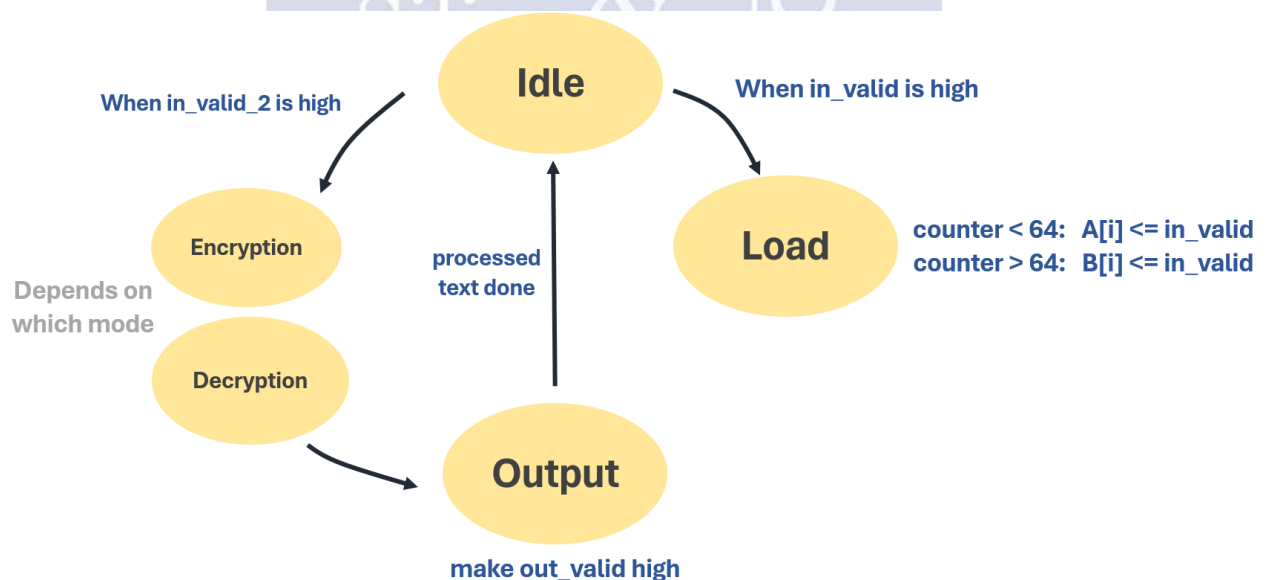 Idle
When in_valid_2 is high
When in_valid is high
Encryption
Load
counter < 64: A[i] <= in_valid
counter > 64: B[i] <= in_valid
processed
text done
Depends on
which mode
Decryption
Output
make out_valid high